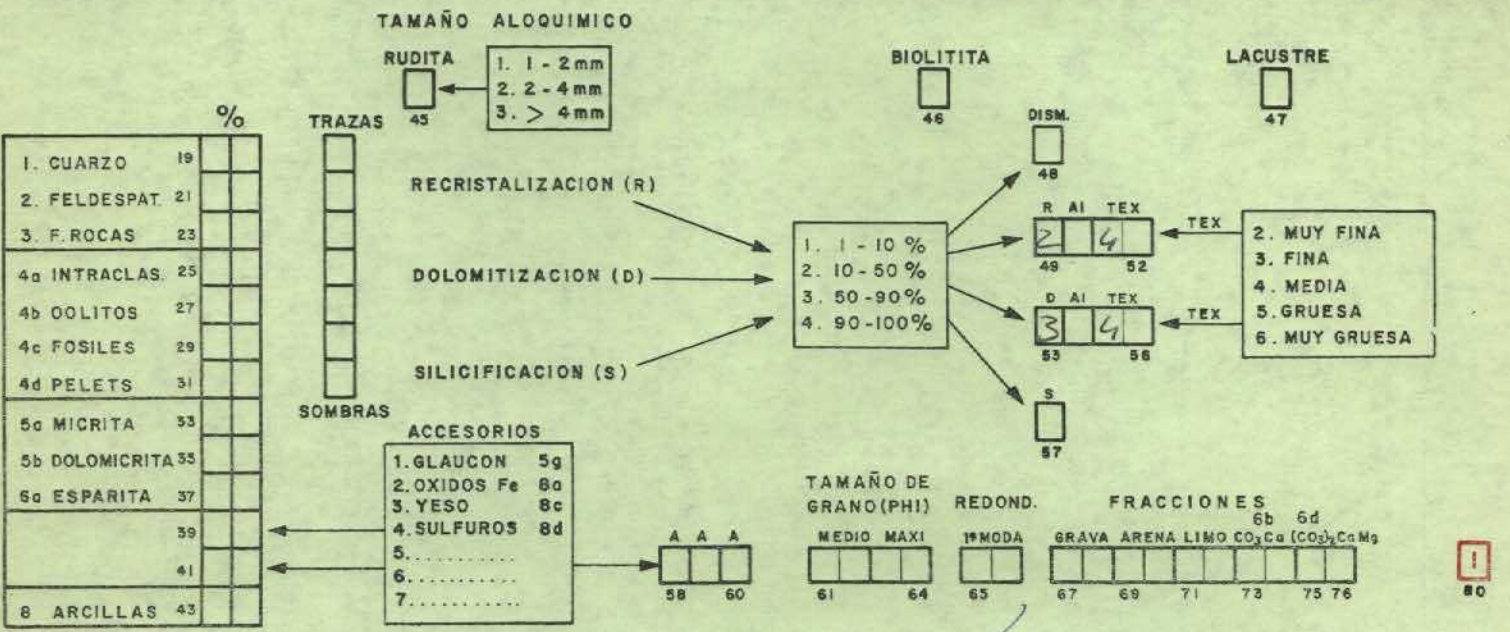 TAMAÑO ALOQUIMICO
RUDITA
45
1. 1 - 2 mm
2. 2 - 4 mm
3. > 4 mm
BIOLITITA
46
LACUSTRE
47
%
1. CUARZO 19
2. FELDESPAT. 21
3. F. ROCAS 23
4a INTRACLAS. 25
4b OOLITOS 27
4c FOSILES 29
4d PELETS 31
5a MICRITA 33
5b DOLOMICRITA 35
6a ESPARITA 37
39
41
8 ARCILLAS 43
TRAZAS
SOMBRAS
RECRISTALIZACION (R)
DOLOMITIZACION (D)
SILICIFICACION (S)
1. 1 - 10 %
2. 10 - 50 %
3. 50 - 90 %
4. 90 - 100 %
DISM.
48
R AI TEX
2 4
49 52
D AI TEX
3 4
53 56
S
57
TEX
TEX
2. MUY FINA
3. FINA
4. MEDIA
5. GRUESA
6. MUY GRUESA
ACCESORIOS
1. GLAUCON 5g
2. OXIDOS Fe 8a
3. YESO 8c
4. SULFUROS 8d
5. ..........
6. ..........
7. ..........
A A A
58 60
TAMAÑO DE
GRANO (PHI)
MEDIO MAXI
61 64
REDOND.
1ª MODA
65
FRACCIONES
6b 6d
GRAVA ARENA LIMO CO₃Ca (CO₃)₂CaMg
67 69 71 73 75 76
1
80